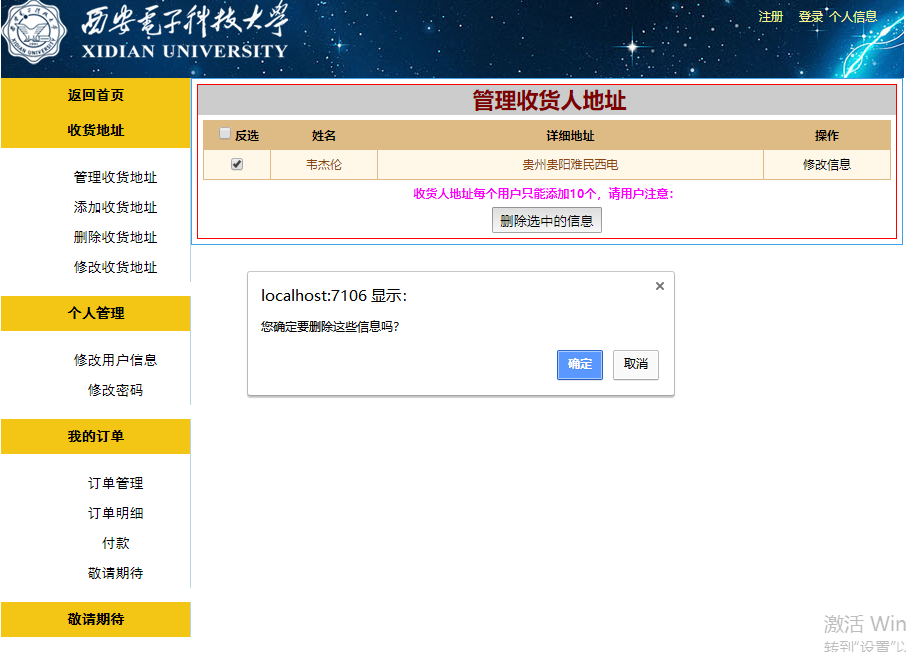 西安電子科技大学
XIDIAN UNIVERSITY
注册 登录 个人信息
返回首页
收货地址
管理收货地址
添加收货地址
删除收货地址
修改收货地址
个人管理
修改用户信息
修改密码
我的订单
订单管理
订单明细
付款
敬请期待
敬请期待
管理收货人地址
反选 姓名 详细地址 操作
韦杰伦 贵州贵阳难民西电 修改信息
收货人地址每个用户只能添加10个，请用户注意：
删除选中的信息
localhost:7106 显示：
×
您确定要删除这些信息吗？
确定 取消
激活 Win
转到"设置"以